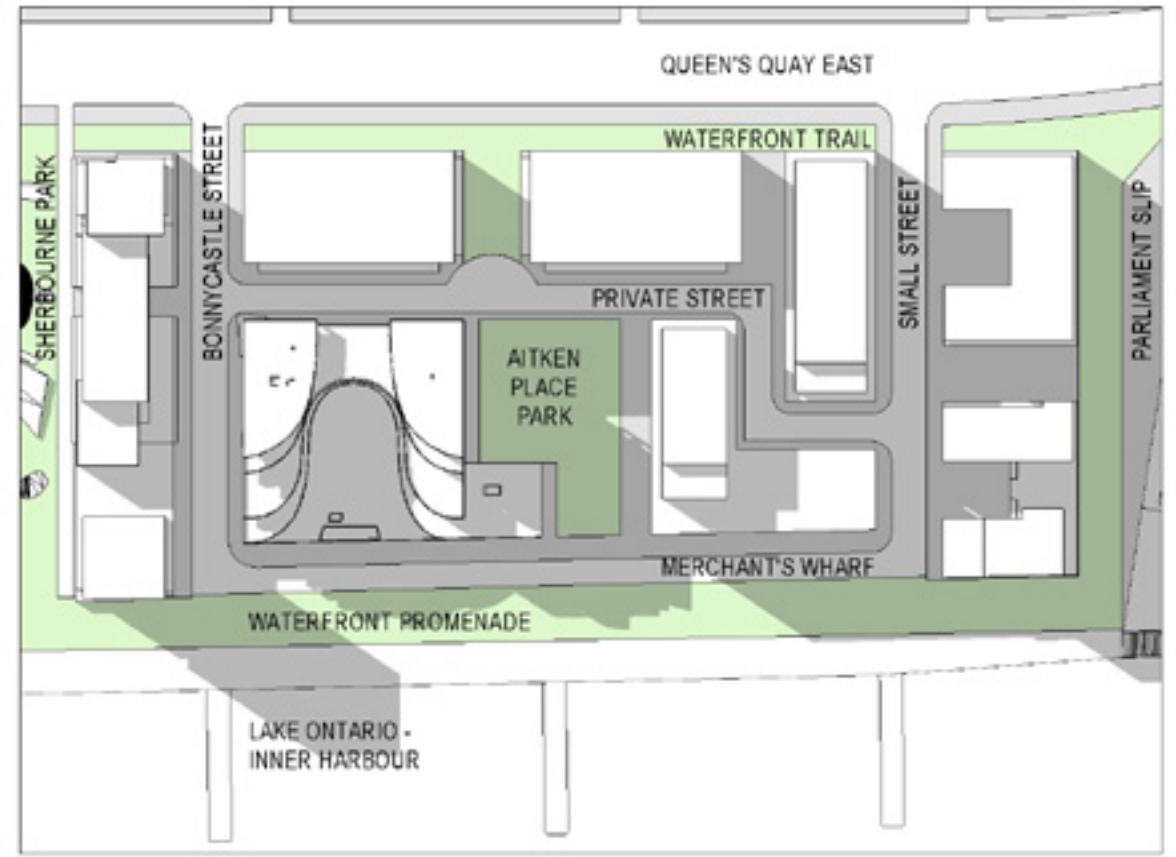 QUEEN'S QUAY EAST
WATERFRONT TRAIL
SHERBOURNE PARK
BONNYCASTLE STREET
SMALL STREET
PARLIAMENT SLIP
PRIVATE STREET
AITKEN
PLACE
PARK
MERCHANT'S WHARF
WATERFRONT PROMENADE
LAKE ONTARIO -
INNER HARBOUR